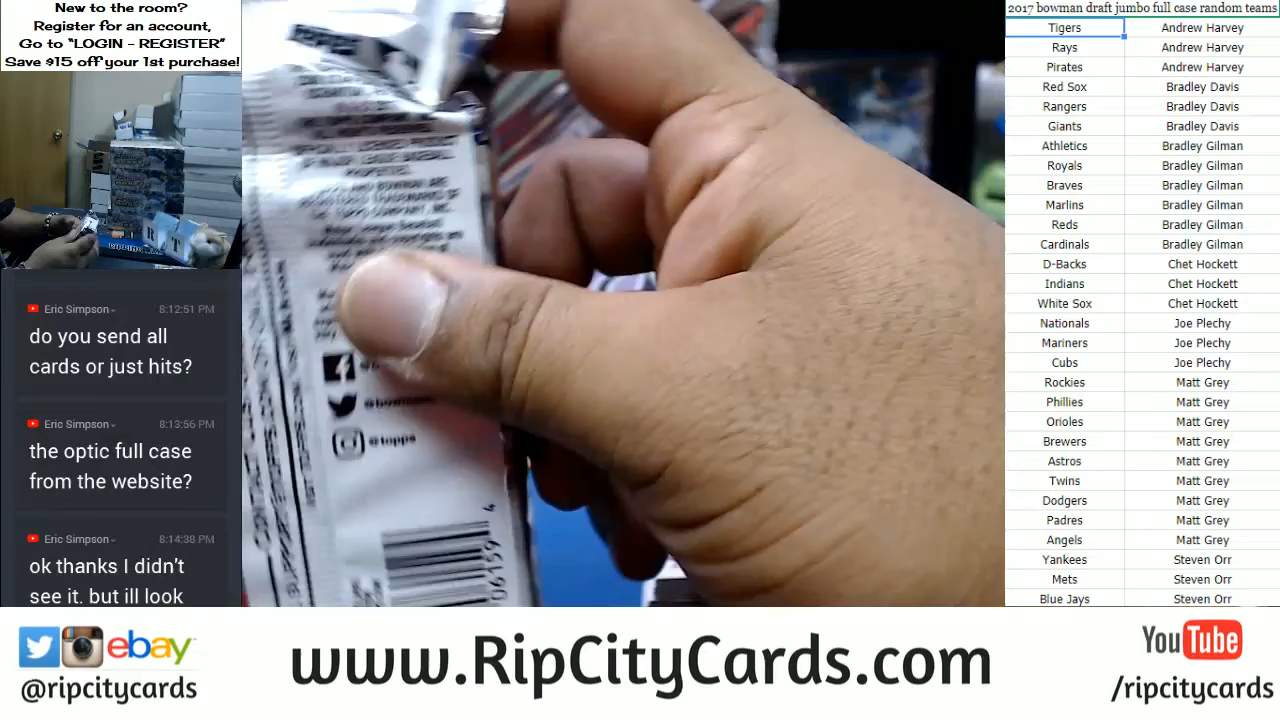 New to the room?
Register for an account,
Go to "LOGIN - REGISTER"
Save $15 off your 1st purchase!
Eric Simpson 8:12:51 PM
do you send all
cards or just hits?
Eric Simpson 8:13:56 PM
the optic full case
from the website?
Eric Simpson 8:14:38 PM
ok thanks I didn't
see it. but ill look
@topps
06159 4
2017 bowman draft jumbo full case random teams
Tigers Andrew Harvey
Rays Andrew Harvey
Pirates Andrew Harvey
Red Sox Bradley Davis
Rangers Bradley Davis
Giants Bradley Davis
Athletics Bradley Gilman
Royals Bradley Gilman
Braves Bradley Gilman
Marlins Bradley Gilman
Reds Bradley Gilman
Cardinals Bradley Gilman
D-Backs Chet Hockett
Indians Chet Hockett
White Sox Chet Hockett
Nationals Joe Plechy
Mariners Joe Plechy
Cubs Joe Plechy
Rockies Matt Grey
Phillies Matt Grey
Orioles Matt Grey
Brewers Matt Grey
Astros Matt Grey
Twins Matt Grey
Dodgers Matt Grey
Padres Matt Grey
Angels Matt Grey
Yankees Steven Orr
Mets Steven Orr
Blue Jays Steven Orr
ebay
@ripcitycards
www.RipCityCards.com
YouTube
/ripcitycards